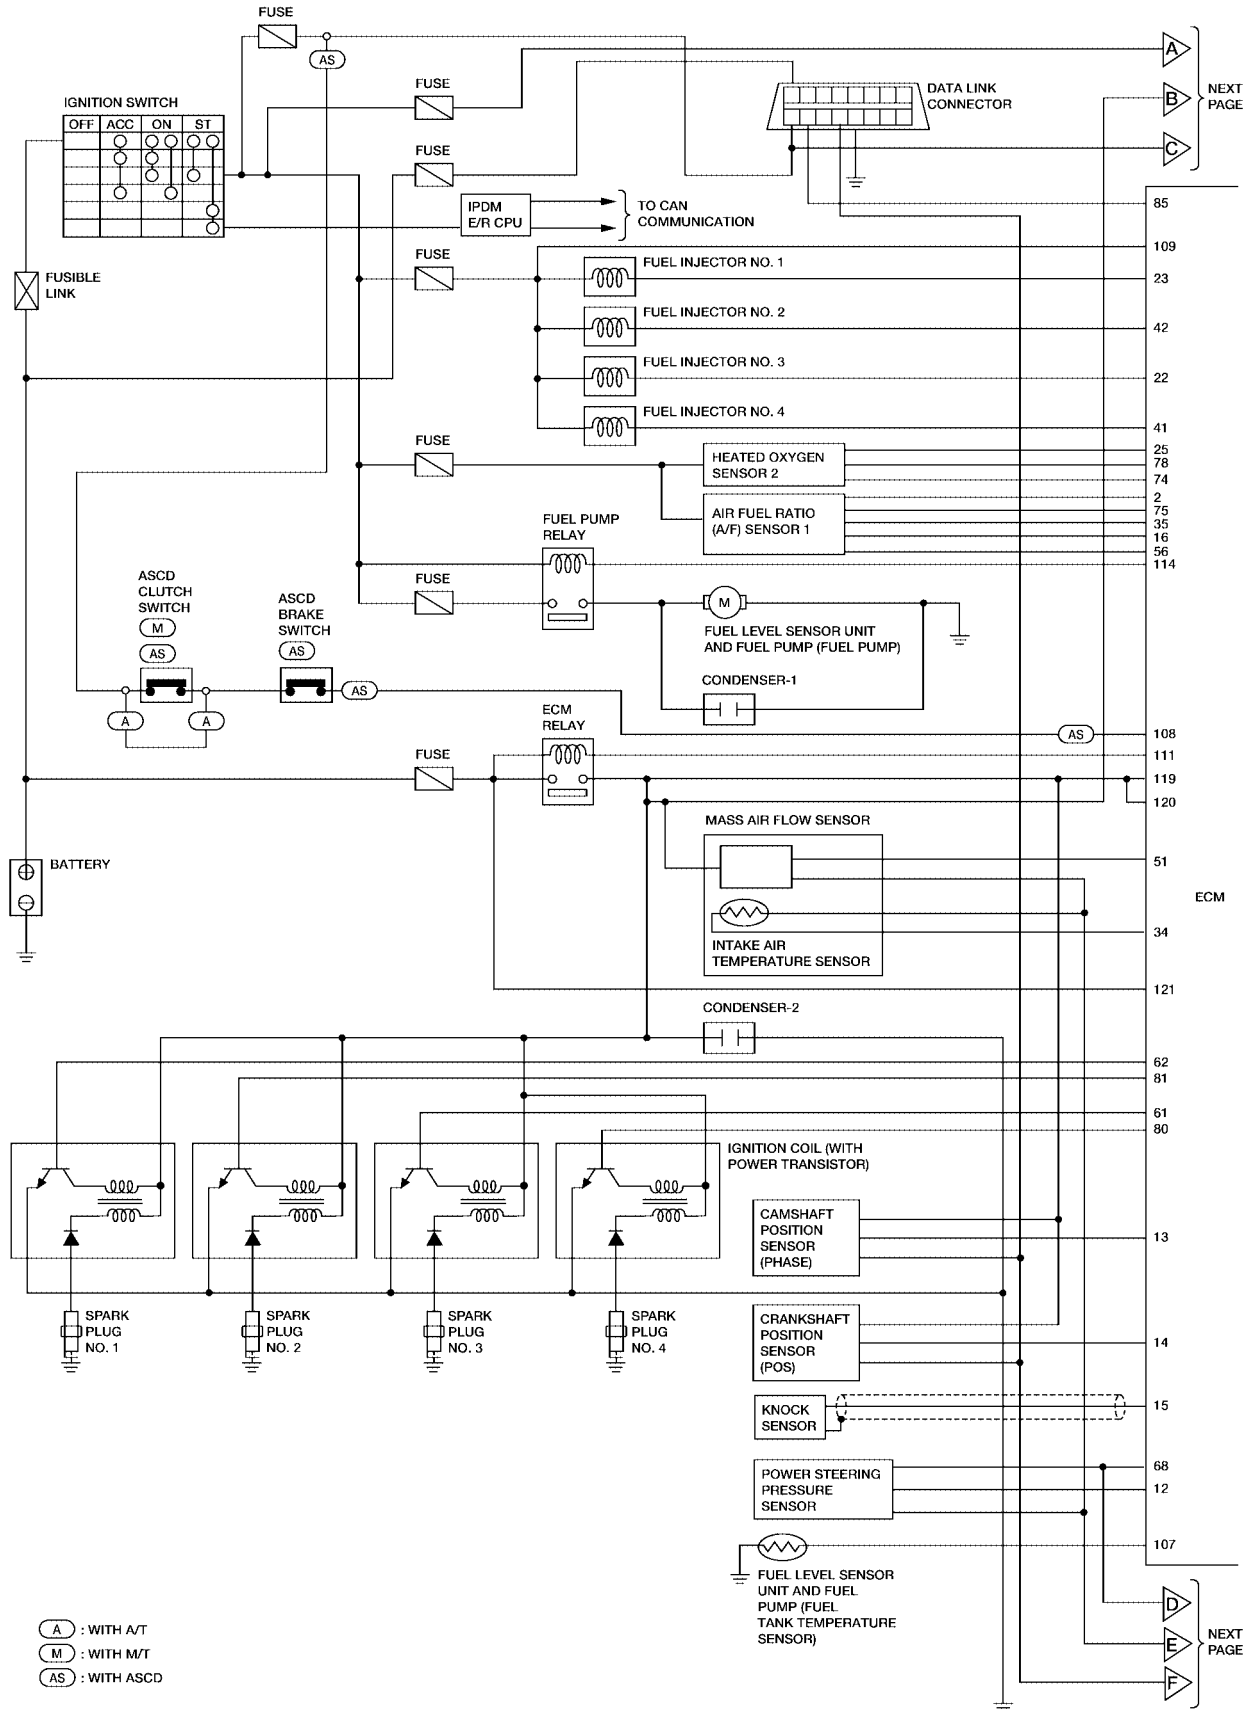 FUSE
AS
A
FUSE
DATA LINK
CONNECTOR
NEXT
PAGE
B
IGNITION SWITCH
OFF ACC ON ST
FUSE
C
IPDM
E/R CPU
TO CAN
COMMUNICATION
85
109
FUSE
FUEL INJECTOR NO. 1
23
FUSIBLE
LINK
FUEL INJECTOR NO. 2
42
FUEL INJECTOR NO. 3
22
FUEL INJECTOR NO. 4
41
FUSE
HEATED OXYGEN
SENSOR 2
25
78
74
AIR FUEL RATIO
(A/F) SENSOR 1
2
75
35
16
56
FUEL PUMP
RELAY
114
ASCD
CLUTCH
SWITCH
M
AS
ASCD
BRAKE
SWITCH
AS
FUSE
M
FUEL LEVEL SENSOR UNIT
AND FUEL PUMP (FUEL PUMP)
CONDENSER-1
AS
A
A
ECM
RELAY
AS
108
111
FUSE
119
120
MASS AIR FLOW SENSOR
51
BATTERY
ECM
34
INTAKE AIR
TEMPERATURE SENSOR
121
CONDENSER-2
62
81
61
80
IGNITION COIL (WITH
POWER TRANSISTOR)
CAMSHAFT
POSITION
SENSOR
(PHASE)
13
SPARK
PLUG
NO. 1
SPARK
PLUG
NO. 2
SPARK
PLUG
NO. 3
SPARK
PLUG
NO. 4
CRANKSHAFT
POSITION
SENSOR
(POS)
14
KNOCK
SENSOR
15
POWER STEERING
PRESSURE
SENSOR
68
12
107
FUEL LEVEL SENSOR
UNIT AND FUEL
PUMP (FUEL
TANK TEMPERATURE
SENSOR)
D
E
F
NEXT
PAGE
A : WITH A/T
M : WITH M/T
AS : WITH ASCD